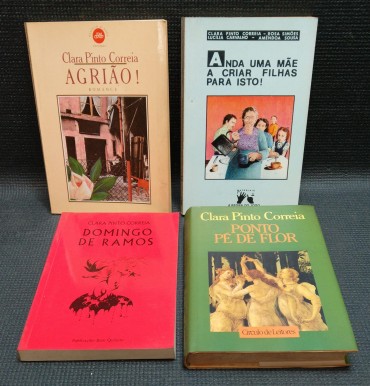 Clara Pinto Correia
AGRIÃO!
ROMANCE
CLARA PINTO CORREIA - ROSA SIMÕES
LUCÍLIA CARVALHO - AMÉNDOA SOUSA
ANDA UMA MÃE
A CRIAR FILHAS
PARA ISTO!
CLARA PINTO CORREIA
DOMINGO
DE RAMOS
Clara Pinto Correia
PONTO
PÉ DE FLOR
Círculo de Leitores